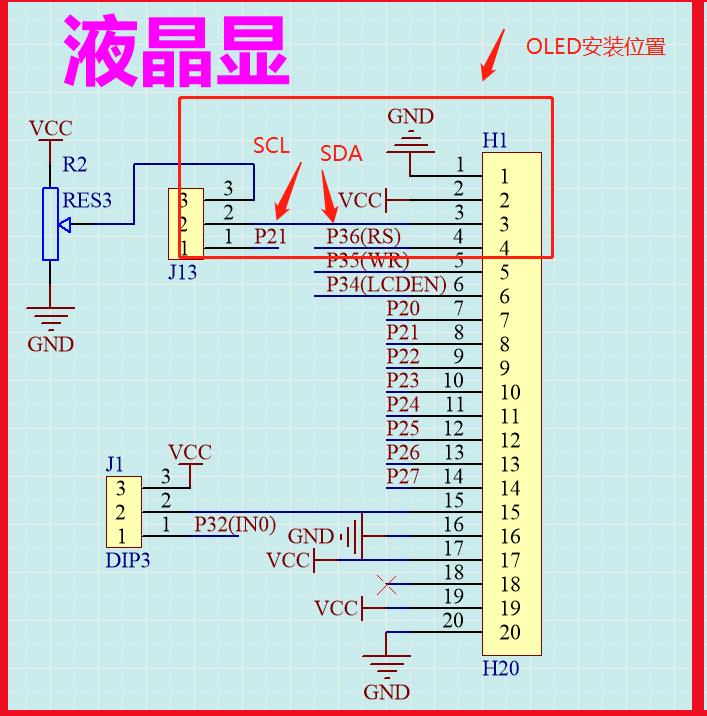 液晶显
OLED安装位置
GND
VCC
SCL
SDA
H1
R2
1
1
RES3
3
3
VCC
2
2
2
2
3
3
1
1
P21
P36(RS)
4
4
J13
P35(WR)
5
5
P34(LCDEN)
6
6
P20
7
7
GND
P21
8
8
P22
9
9
P23
10
10
P24
11
11
P25
12
12
P26
13
13
P27
14
14
J1
VCC
3
3
2
2
15
15
1
1
P32(IN0)
GND
16
16
DIP3
VCC
17
17
18
18
VCC
19
19
20
20
GND
H20